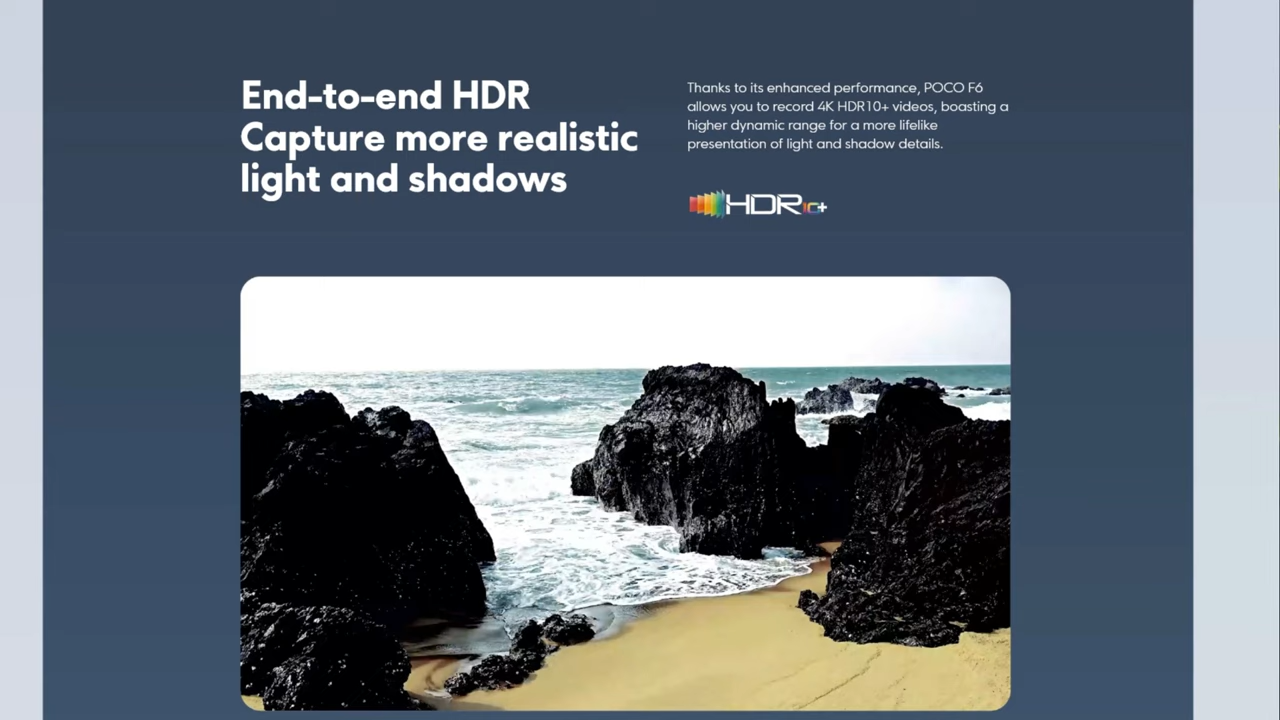 End-to-end HDR
Capture more realistic
light and shadows
Thanks to its enhanced performance, POCO F6
allows you to record 4K HDR10+ videos, boasting a
higher dynamic range for a more lifelike
presentation of light and shadow details.
HDR10+